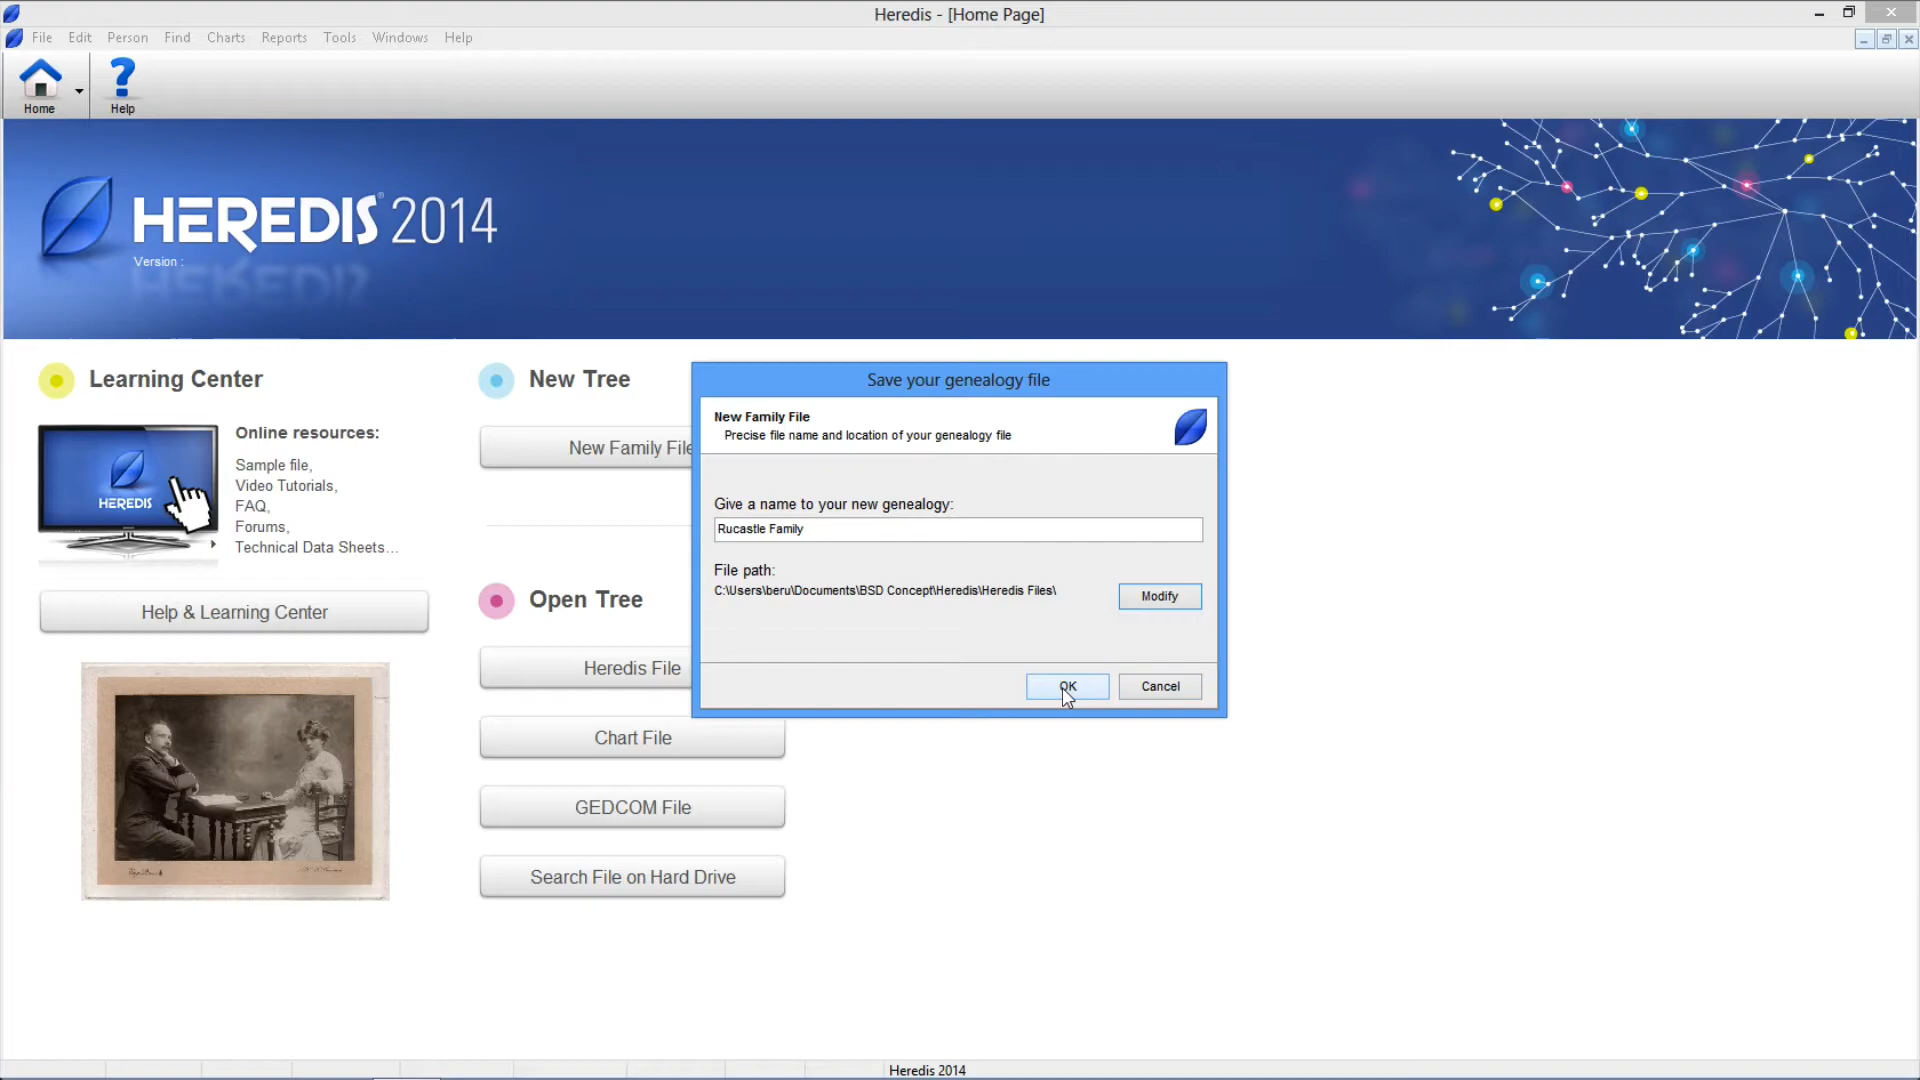 Heredis - [Home Page]
File Edit Person Find Charts Reports Tools Windows Help
Home
Help
HEREDIS® 2014
Version :
Learning Center
Online resources:
Sample file,
Video Tutorials,
FAQ,
Forums,
Technical Data Sheets...
HEREDIS
Help & Learning Center
New Tree
New Family File
Open Tree
Heredis File
Chart File
GEDCOM File
Search File on Hard Drive
Save your genealogy file
New Family File
Precise file name and location of your genealogy file
Give a name to your new genealogy:
Rucastle Family
File path:
C:\Users\beru\Documents\BSD Concept\Heredis\Heredis Files\
Modify
OK
Cancel
Heredis 2014